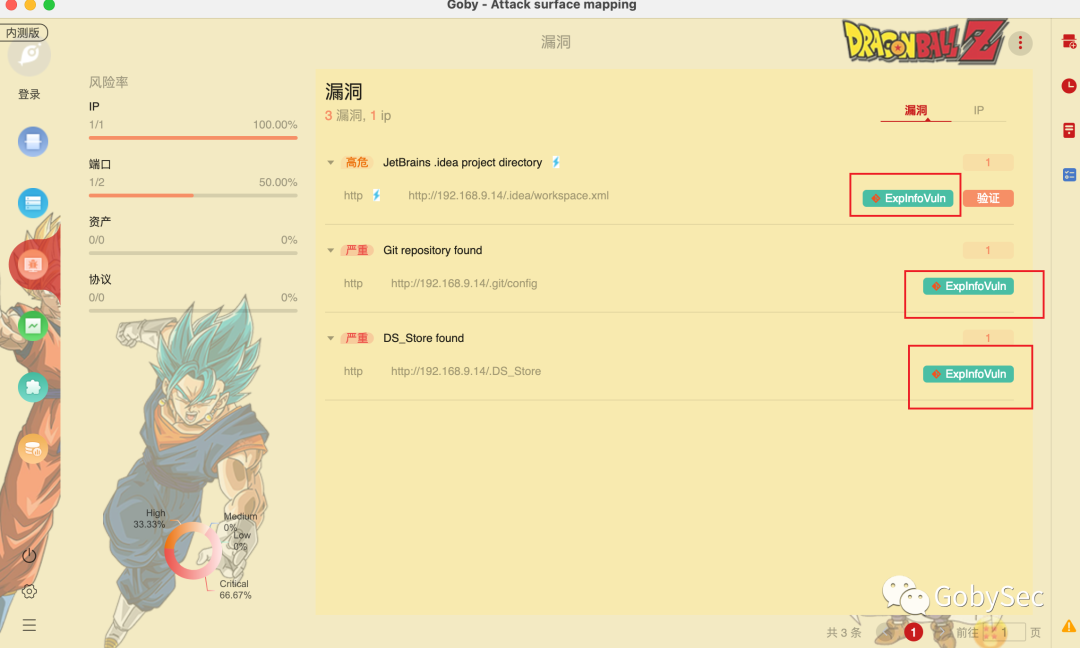 Goby - Attack surface mapping
内测版
登录
漏洞
DRAGONBALL Z
风险率
IP
1/1 100.00%
端口
1/2 50.00%
资产
0/0 0%
协议
0/0 0%
High
33.33%
Medium
0%
Low
0%
Critical
66.67%
漏洞
3 漏洞, 1 ip
漏洞 IP
高危 JetBrains .idea project directory 1
http http://192.168.9.14/.idea/workspace.xml ExpInfoVuln 验证
严重 Git repository found 1
http http://192.168.9.14/.git/config ExpInfoVuln
严重 DS_Store found 1
http http://192.168.9.14/.DS_Store ExpInfoVuln
GobySec
共 3 条 1 前往 1 页